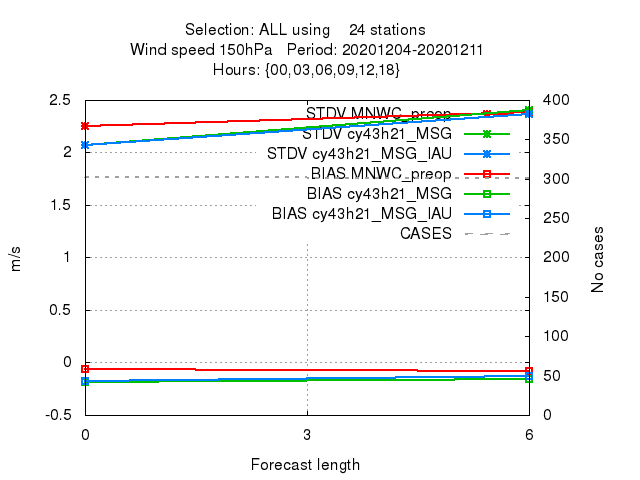 Selection: ALL using    24 stations
Wind speed 150hPa   Period: 20201204-20201211
Hours: {00,03,06,09,12,18}
STDV MNWC_preop
STDV cy43h21_MSG
STDV cy43h21_MSG_IAU
BIAS MNWC_preop
BIAS cy43h21_MSG
BIAS cy43h21_MSG_IAU
CASES
2.5
2
1.5
1
0.5
0
-0.5
m/s
400
350
300
250
200
150
100
50
0
No cases
0 3 6
Forecast length